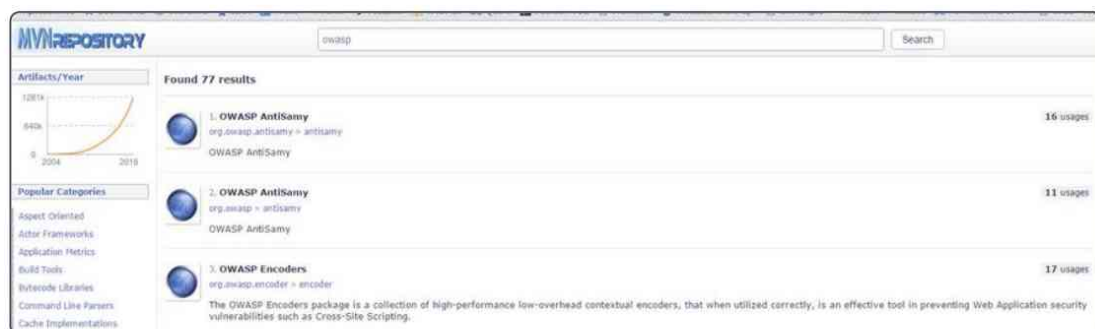 MVNREPOSITORY
owasp
Search
Artifacts/Year
1281k
640k
0
2004
2018
Popular Categories
Aspect Oriented
Actor Frameworks
Application Metrics
Build Tools
Bytecode Libraries
Command Line Parsers
Cache Implementations
Found 77 results
1. OWASP AntiSamy
16 usages
org.owasp.antisamy » antisamy
OWASP AntiSamy
2. OWASP AntiSamy
11 usages
org.owasp » antisamy
OWASP AntiSamy
3. OWASP Encoders
17 usages
org.owasp.encoder » encoder
The OWASP Encoders package is a collection of high-performance low-overhead contextual encoders, that when utilized correctly, is an effective tool in preventing Web Application security
vulnerabilities such as Cross-Site Scripting.